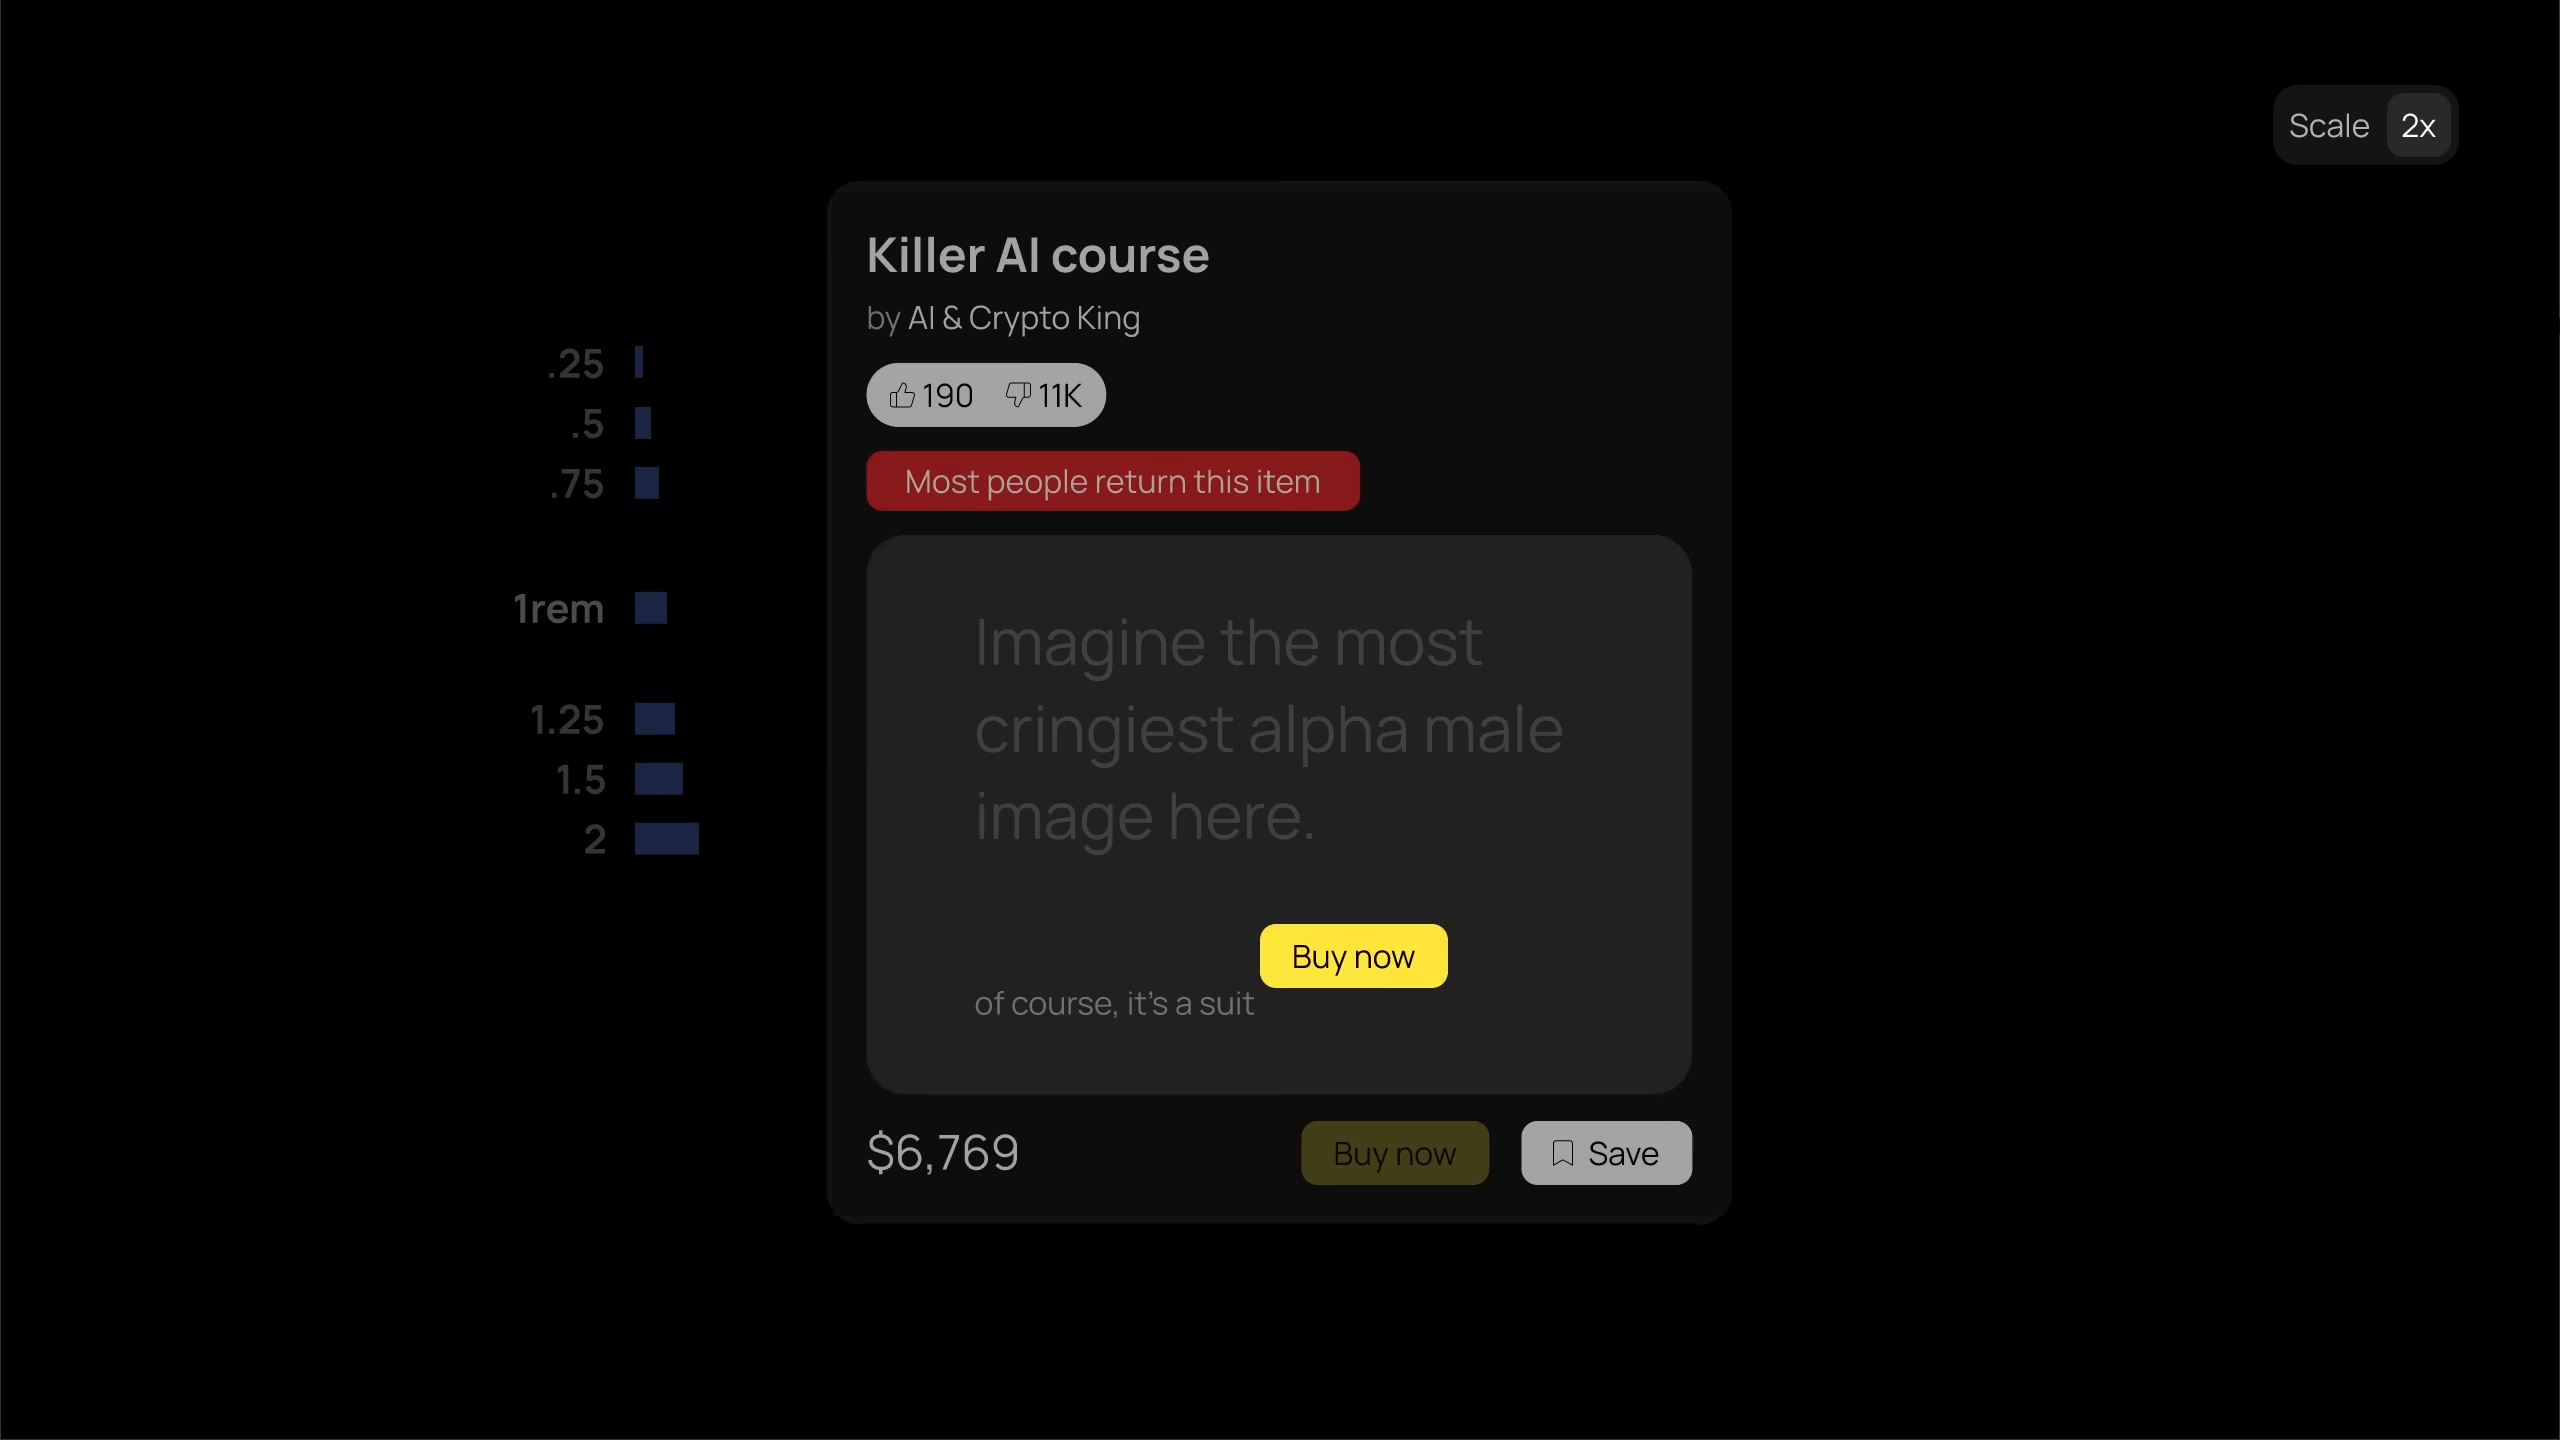 Scale 2x
Killer AI course
by AI & Crypto King
190 11K
Most people return this item
.25
.5
.75
1rem
1.25
1.5
2
Imagine the most
cringiest alpha male
image here.
Buy now
of course, it's a suit
$6,769
Buy now
Save